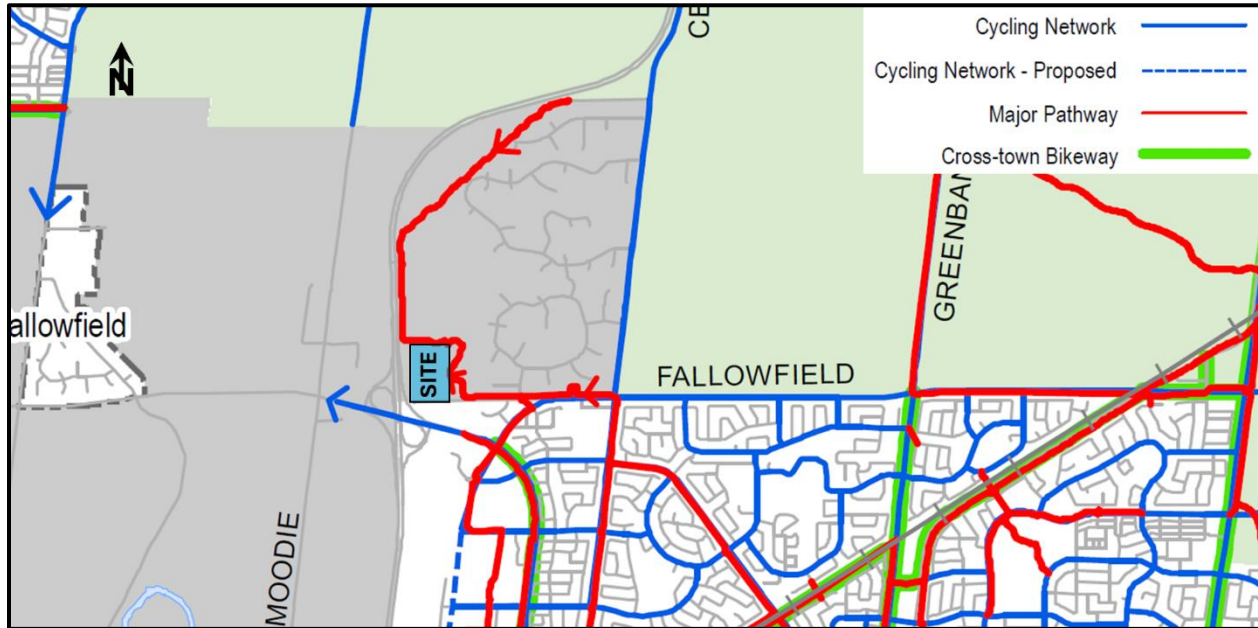 N
CE
Cycling Network
Cycling Network - Proposed
Major Pathway
Cross-town Bikeway
GREENBAN
allowfield
SITE
FALLOWFIELD
MOODIE